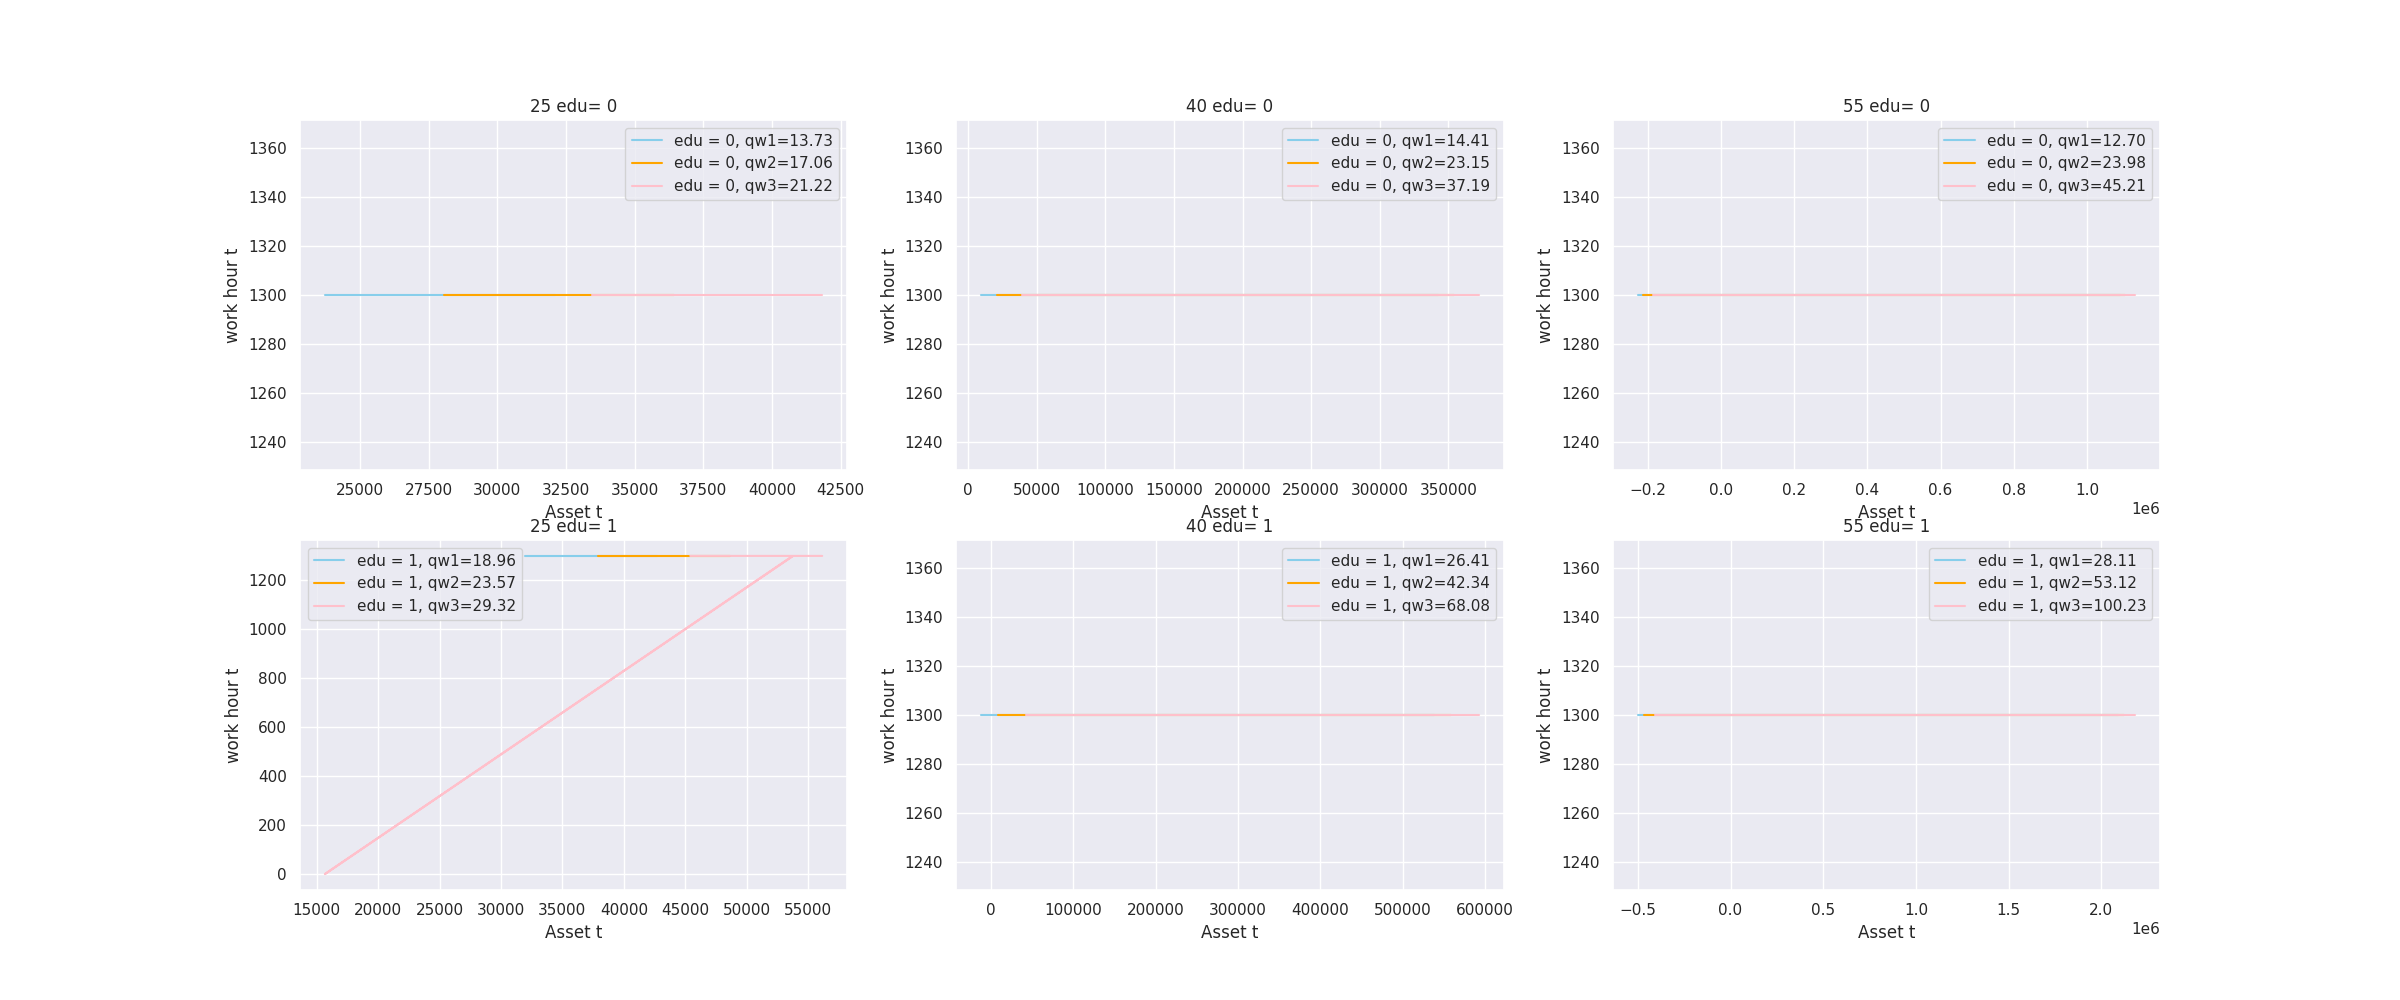 25 edu= 0
edu = 0, qw1=13.73
edu = 0, qw2=17.06
edu = 0, qw3=21.22
1360
1340
1320
1300
1280
1260
1240
work hour t
25000 27500 30000 32500 35000 37500 40000 42500
Asset t
40 edu= 0
edu = 0, qw1=14.41
edu = 0, qw2=23.15
edu = 0, qw3=37.19
1360
1340
1320
1300
1280
1260
1240
work hour t
0 50000 100000 150000 200000 250000 300000 350000
Asset t
55 edu= 0
edu = 0, qw1=12.70
edu = 0, qw2=23.98
edu = 0, qw3=45.21
1360
1340
1320
1300
1280
1260
1240
work hour t
−0.2 0.0 0.2 0.4 0.6 0.8 1.0
1e6
Asset t
25 edu= 1
edu = 1, qw1=18.96
edu = 1, qw2=23.57
edu = 1, qw3=29.32
1200
1000
800
600
400
200
0
work hour t
15000 20000 25000 30000 35000 40000 45000 50000 55000
Asset t
40 edu= 1
edu = 1, qw1=26.41
edu = 1, qw2=42.34
edu = 1, qw3=68.08
1360
1340
1320
1300
1280
1260
1240
work hour t
0 100000 200000 300000 400000 500000 600000
Asset t
55 edu= 1
edu = 1, qw1=28.11
edu = 1, qw2=53.12
edu = 1, qw3=100.23
1360
1340
1320
1300
1280
1260
1240
work hour t
−0.5 0.0 0.5 1.0 1.5 2.0
1e6
Asset t